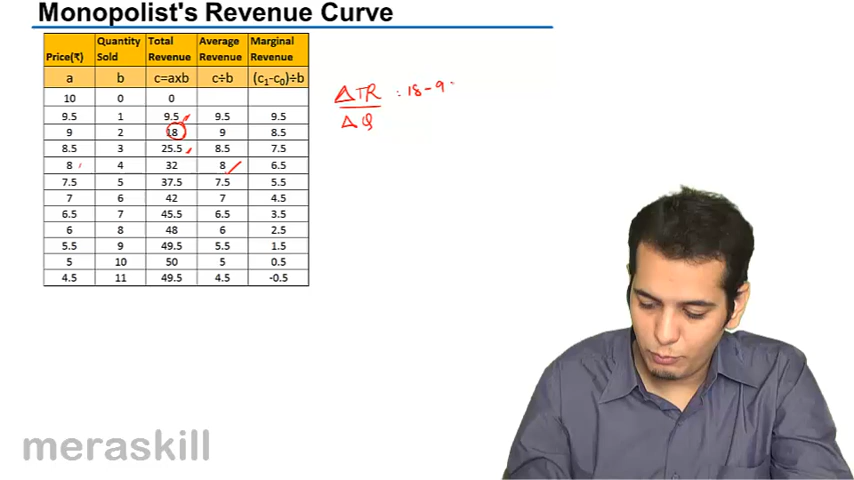 Monopolist's Revenue Curve
Price(₹) Quantity Sold Total Revenue Average Revenue Marginal Revenue
a b c=axb c÷b (c₁-c₀)÷b
10 0 0
9.5 1 9.5 9.5 9.5
9 2 18 9 8.5
8.5 3 25.5 8.5 7.5
8 4 32 8 6.5
7.5 5 37.5 7.5 5.5
7 6 42 7 4.5
6.5 7 45.5 6.5 3.5
6 8 48 6 2.5
5.5 9 49.5 5.5 1.5
5 10 50 5 0.5
4.5 11 49.5 4.5 -0.5
ΔTR : 18-9.
ΔQ
meraskill